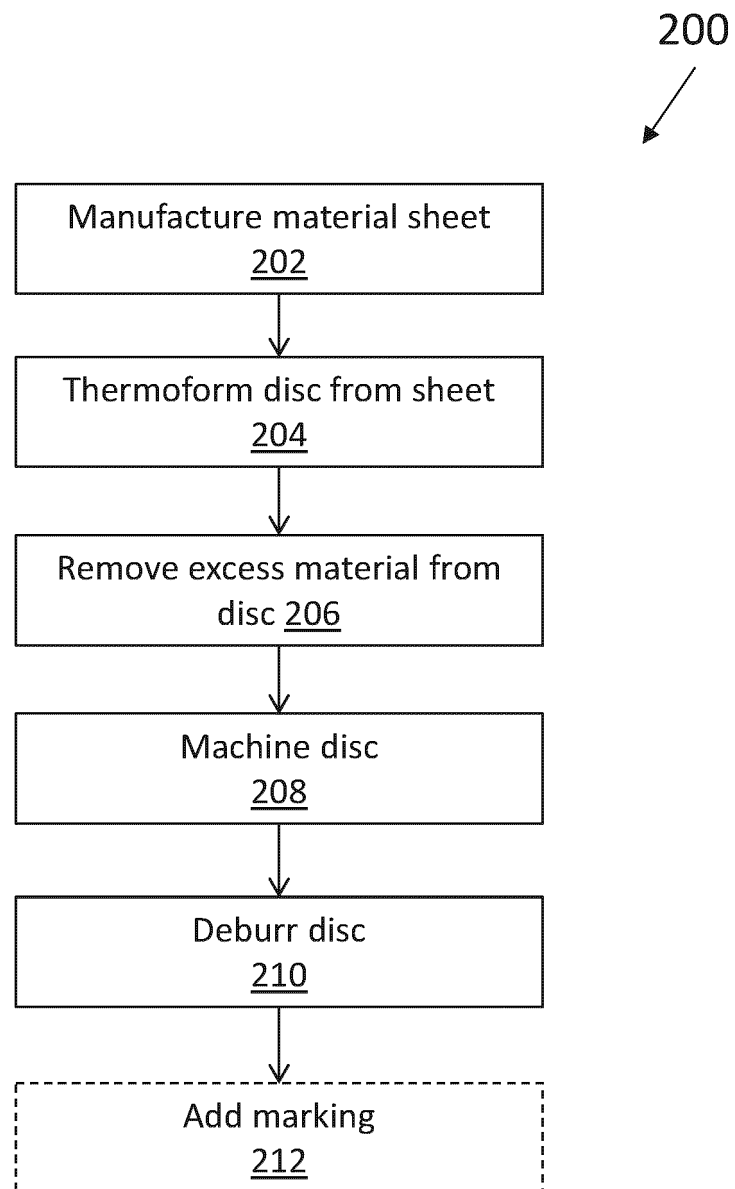 200
Manufacture material sheet
202
Thermoform disc from sheet
204
Remove excess material from
disc 206
Machine disc
208
Deburr disc
210
Add marking
212